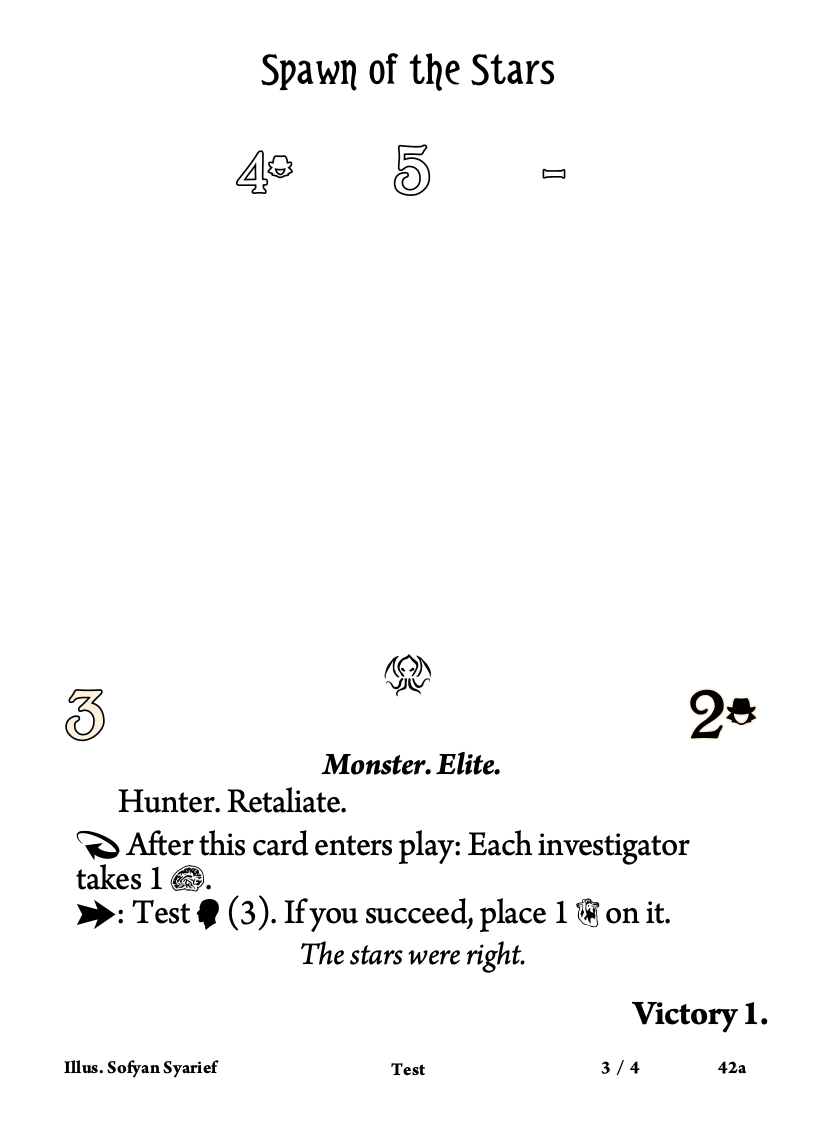 Spawn of the Stars
4 5 -
3
2
Monster. Elite.
Hunter. Retaliate.
After this card enters play: Each investigator
takes 1 .
: Test (3). If you succeed, place 1 on it.
The stars were right.
Victory 1.
Illus. Sofyan Syarief Test 3 / 4 42a